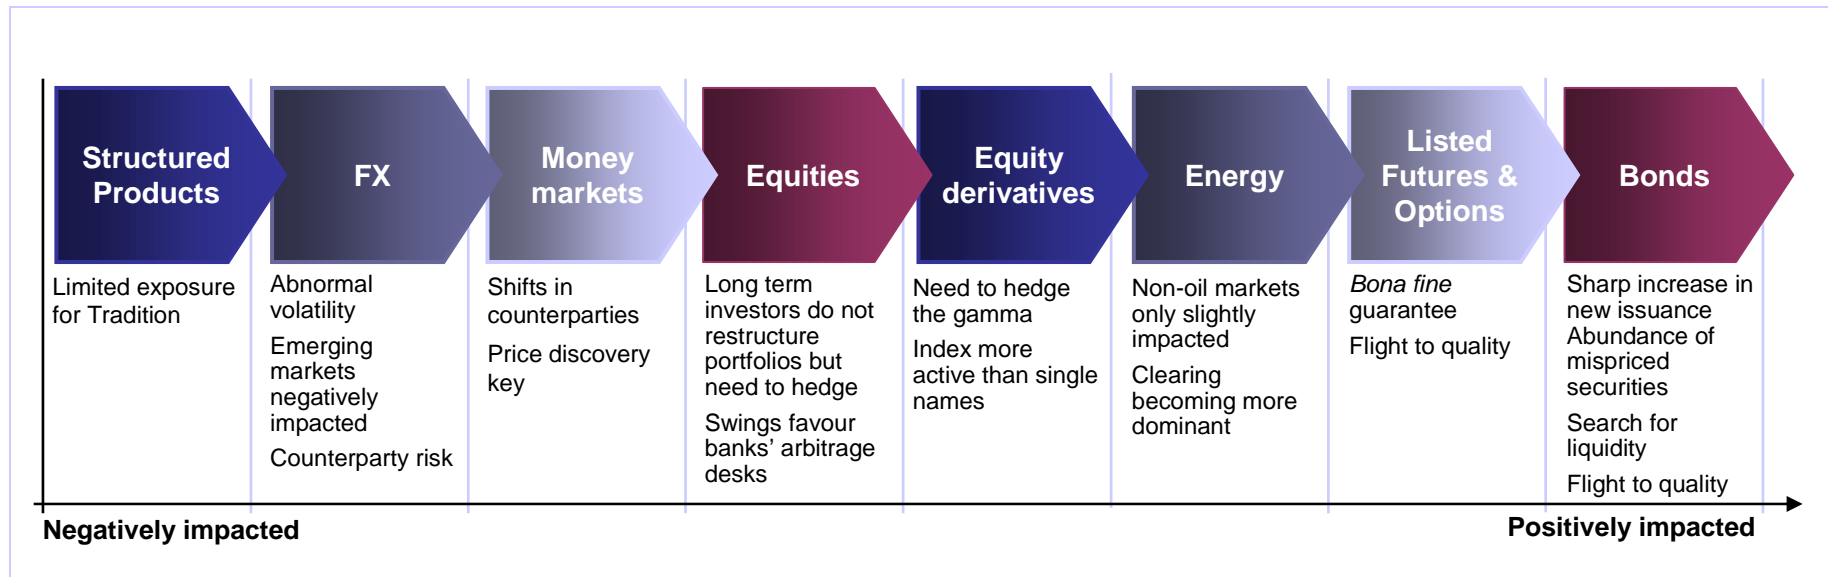 Structured
Products
FX
Money
markets
Equities
Equity
derivatives
Energy
Listed
Futures &
Options
Bonds
Limited exposure
for Tradition
Abnormal
volatility
Emerging
markets
negatively
impacted
Counterparty risk
Shifts in
counterparties
Price discovery
key
Long term
investors do not
restructure
portfolios but
need to hedge
Swings favour
banks’ arbitrage
desks
Need to hedge
the gamma
Index more
active than single
names
Non-oil markets
only slightly
impacted
Clearing
becoming more
dominant
Bona fine
guarantee
Flight to quality
Sharp increase in
new issuance
Abundance of
mispriced
securities
Search for
liquidity
Flight to quality
Negatively impacted
Positively impacted